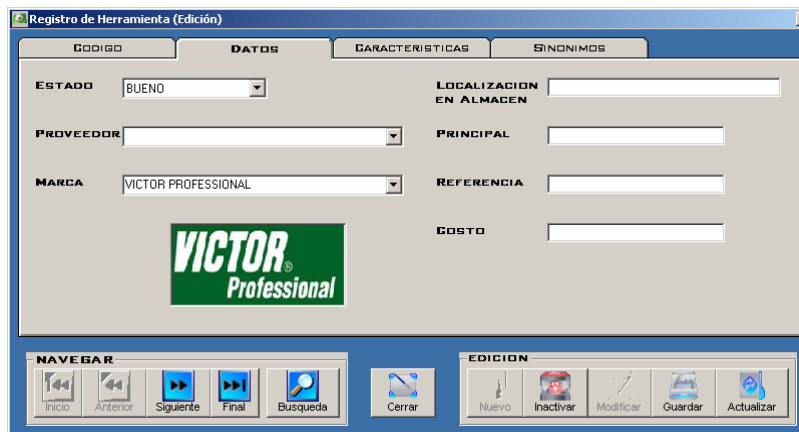 Registro de Herramienta (Edición)
CODIGO DATOS CARACTERISTICAS SINONIMOS
ESTADO BUENO LOCALIZACION
EN ALMACEN
PROVEEDOR PRINCIPAL
MARCA VICTOR PROFESSIONAL REFERENCIA
COSTO
VICTOR®
Professional
NAVEGAR EDICION
Inicio Anterior Siguiente Final Busqueda Cerrar Nuevo Inactivar Modificar Guardar Actualizar